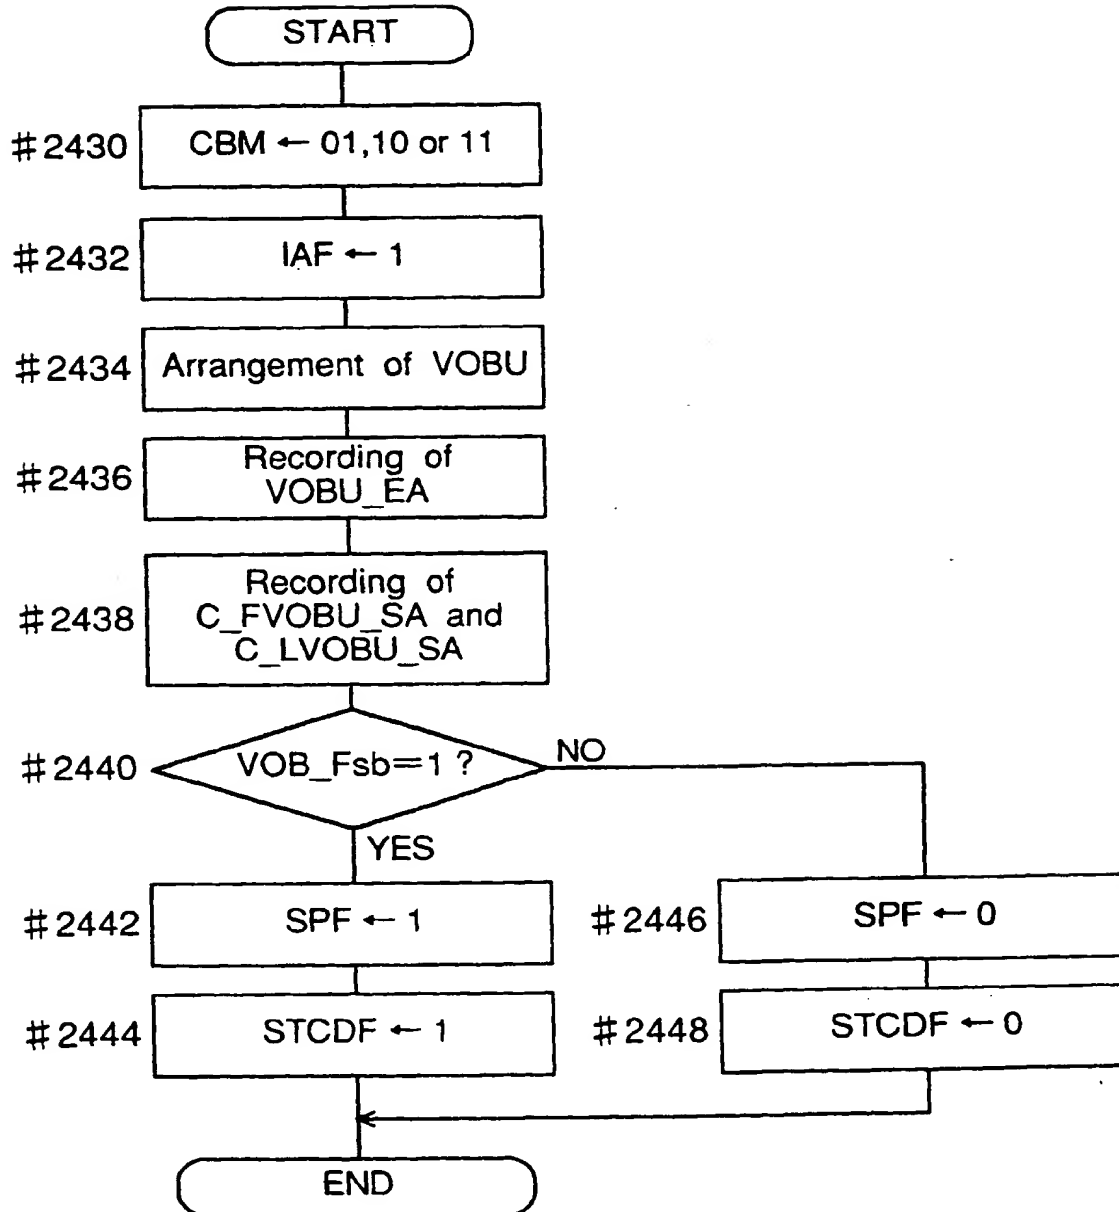 START
#2430
CBM ← 01,10 or 11
#2432
IAF ← 1
#2434
Arrangement of VOBU
#2436
Recording of
VOBU_EA
#2438
Recording of
C_FVOBU_SA and
C_LVOBU_SA
#2440
VOB_Fsb=1 ?
NO
YES
#2442
SPF ← 1
#2446
SPF ← 0
#2444
STCDF ← 1
#2448
STCDF ← 0
END